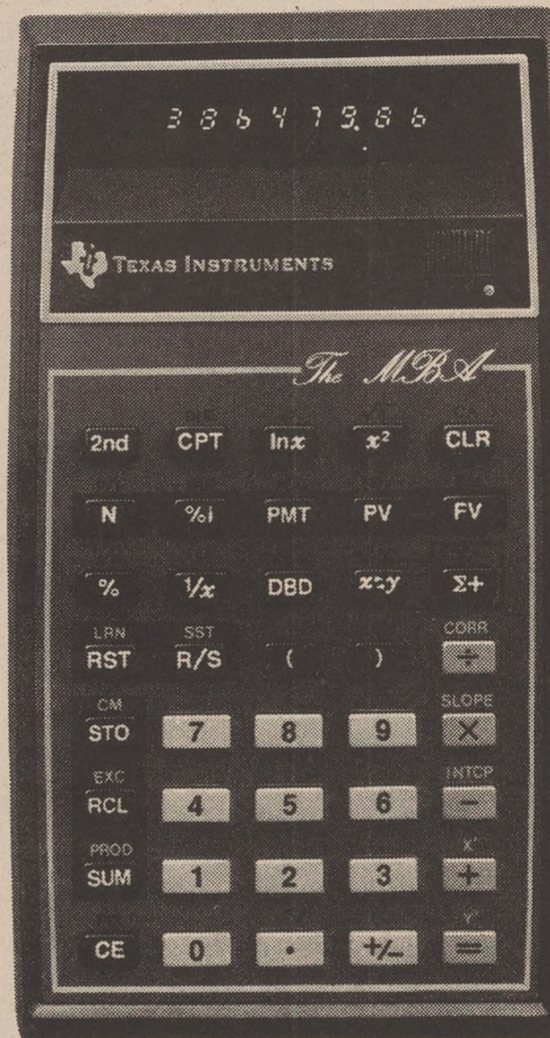 386479.86
TEXAS INSTRUMENTS
The MBA
2nd CPT lnx x² CLR
N %i PMT PV FV
% 1/x DBD x:y Σ+
LRN SST CORR
RST R/S ( ) ÷
CM SLOPE
STO 7 8 9 ×
EXC INTCP
RCL 4 5 6 −
PROD X'
SUM 1 2 3 +
Y'
CE 0 . +/− =